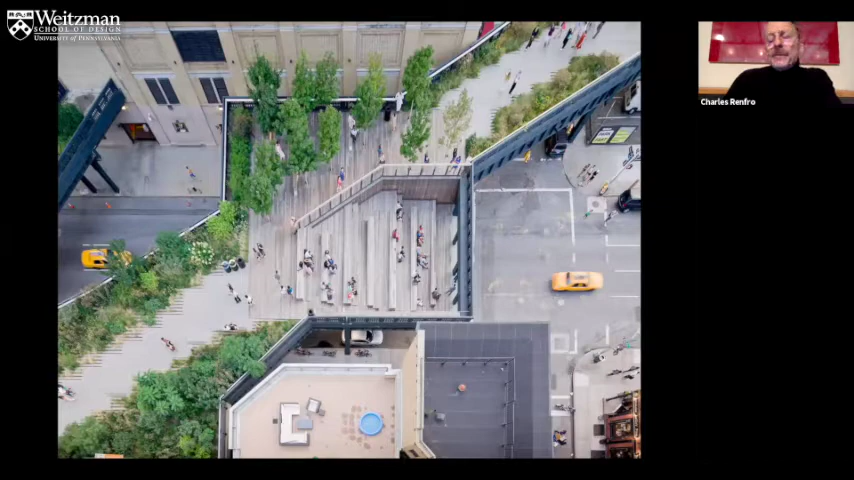 Weitzman
SCHOOL OF DESIGN
UNIVERSITY OF PENNSYLVANIA
Charles Renfro